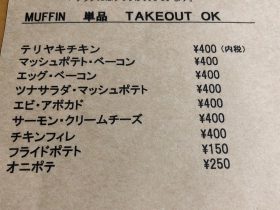 MUFFIN 単品 TAKEOUT OK
テリヤキチキン ¥400 (内税)
マッシュポテト・ベーコン ¥400
エッグ・ベーコン ¥400
ツナサラダ・マッシュポテト ¥400
エビ・アボカド ¥400
サーモン・クリームチーズ ¥400
チキンフィレ ¥400
フライドポテト ¥150
オニポテ ¥250